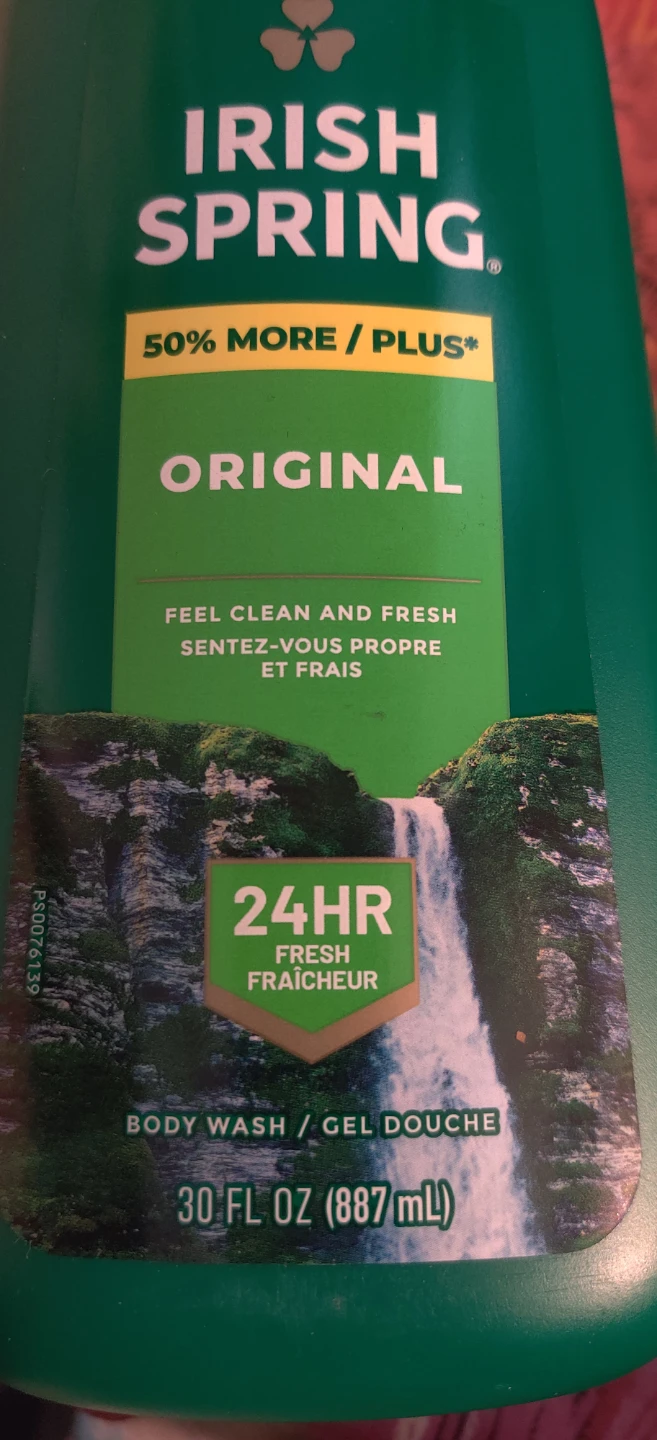 IRISH
SPRING®
50% MORE / PLUS*
ORIGINAL
FEEL CLEAN AND FRESH
SENTEZ-VOUS PROPRE
ET FRAIS
24HR
FRESH
FRAÎCHEUR
PS0076139
BODY WASH / GEL DOUCHE
30 FL OZ (887 mL)